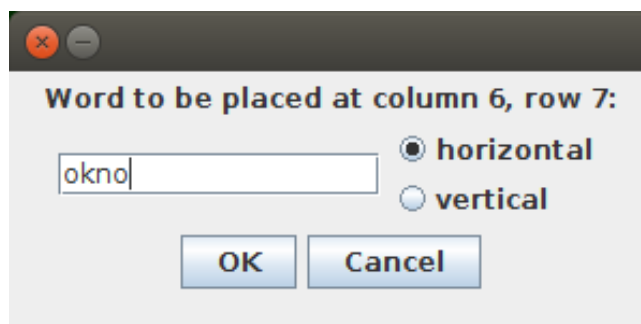 Word to be placed at column 6, row 7:
okno
horizontal
vertical
OK Cancel